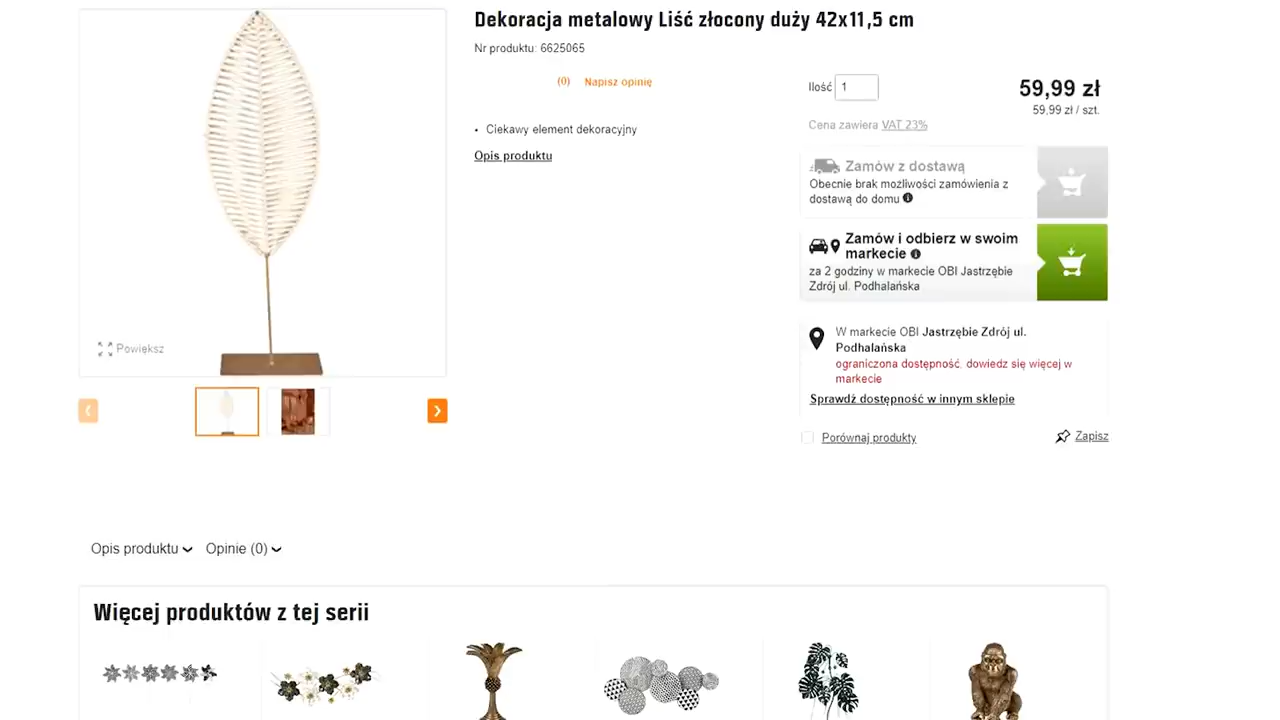 Dekoracja metalowy Liść złocony duży 42x11,5 cm
Nr produktu: 6625065
(0) Napisz opinię
Ciekawy element dekoracyjny
Opis produktu
Ilość 1
59,99 zł
59,99 zł / szt.
Cena zawiera VAT 23%
Zamów z dostawą
Obecnie brak możliwości zamówienia z
dostawą do domu
Zamów i odbierz w swoim
markecie
za 2 godziny w markecie OBI Jastrzębie
Zdrój ul. Podhalańska
W markecie OBI Jastrzębie Zdrój ul.
Podhalańska
ograniczona dostępność, dowiedz się więcej w
markecie
Sprawdź dostępność w innym sklepie
Porównaj produkty
Zapisz
Powiększ
Opis produktu Opinie (0)
Więcej produktów z tej serii